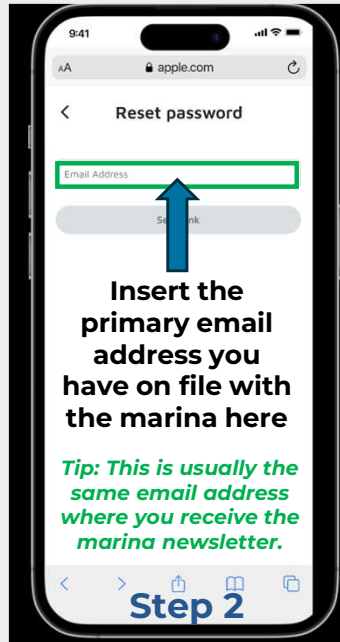 9:41
AA apple.com
Reset password
Email Address
Insert the
primary email
address you
have on file with
the marina here
Tip: This is usually the
same email address
where you receive the
marina newsletter.
Step 2